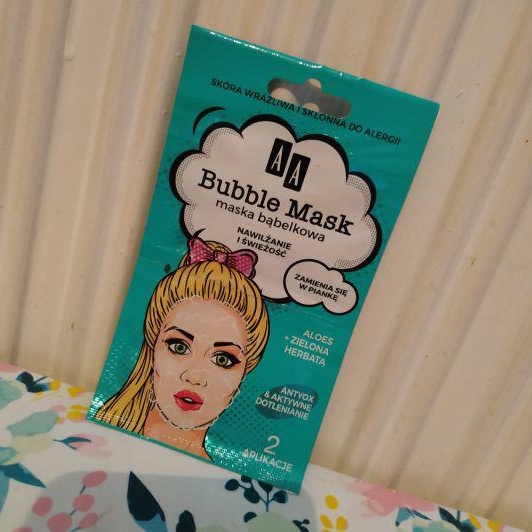 SKÓRA WRAŻLIWA I SKŁONNA DO ALERGII
AA
Bubble Mask
maska bąbelkowa
NAWILŻANIE
I ŚWIEŻOŚĆ
ZAMIENIA SIĘ
W PIANKĘ
ALOES
+ ZIELONA
HERBATA
ANTYOX
& AKTYWNE
DOTLENIANIE
2
APLIKACJE